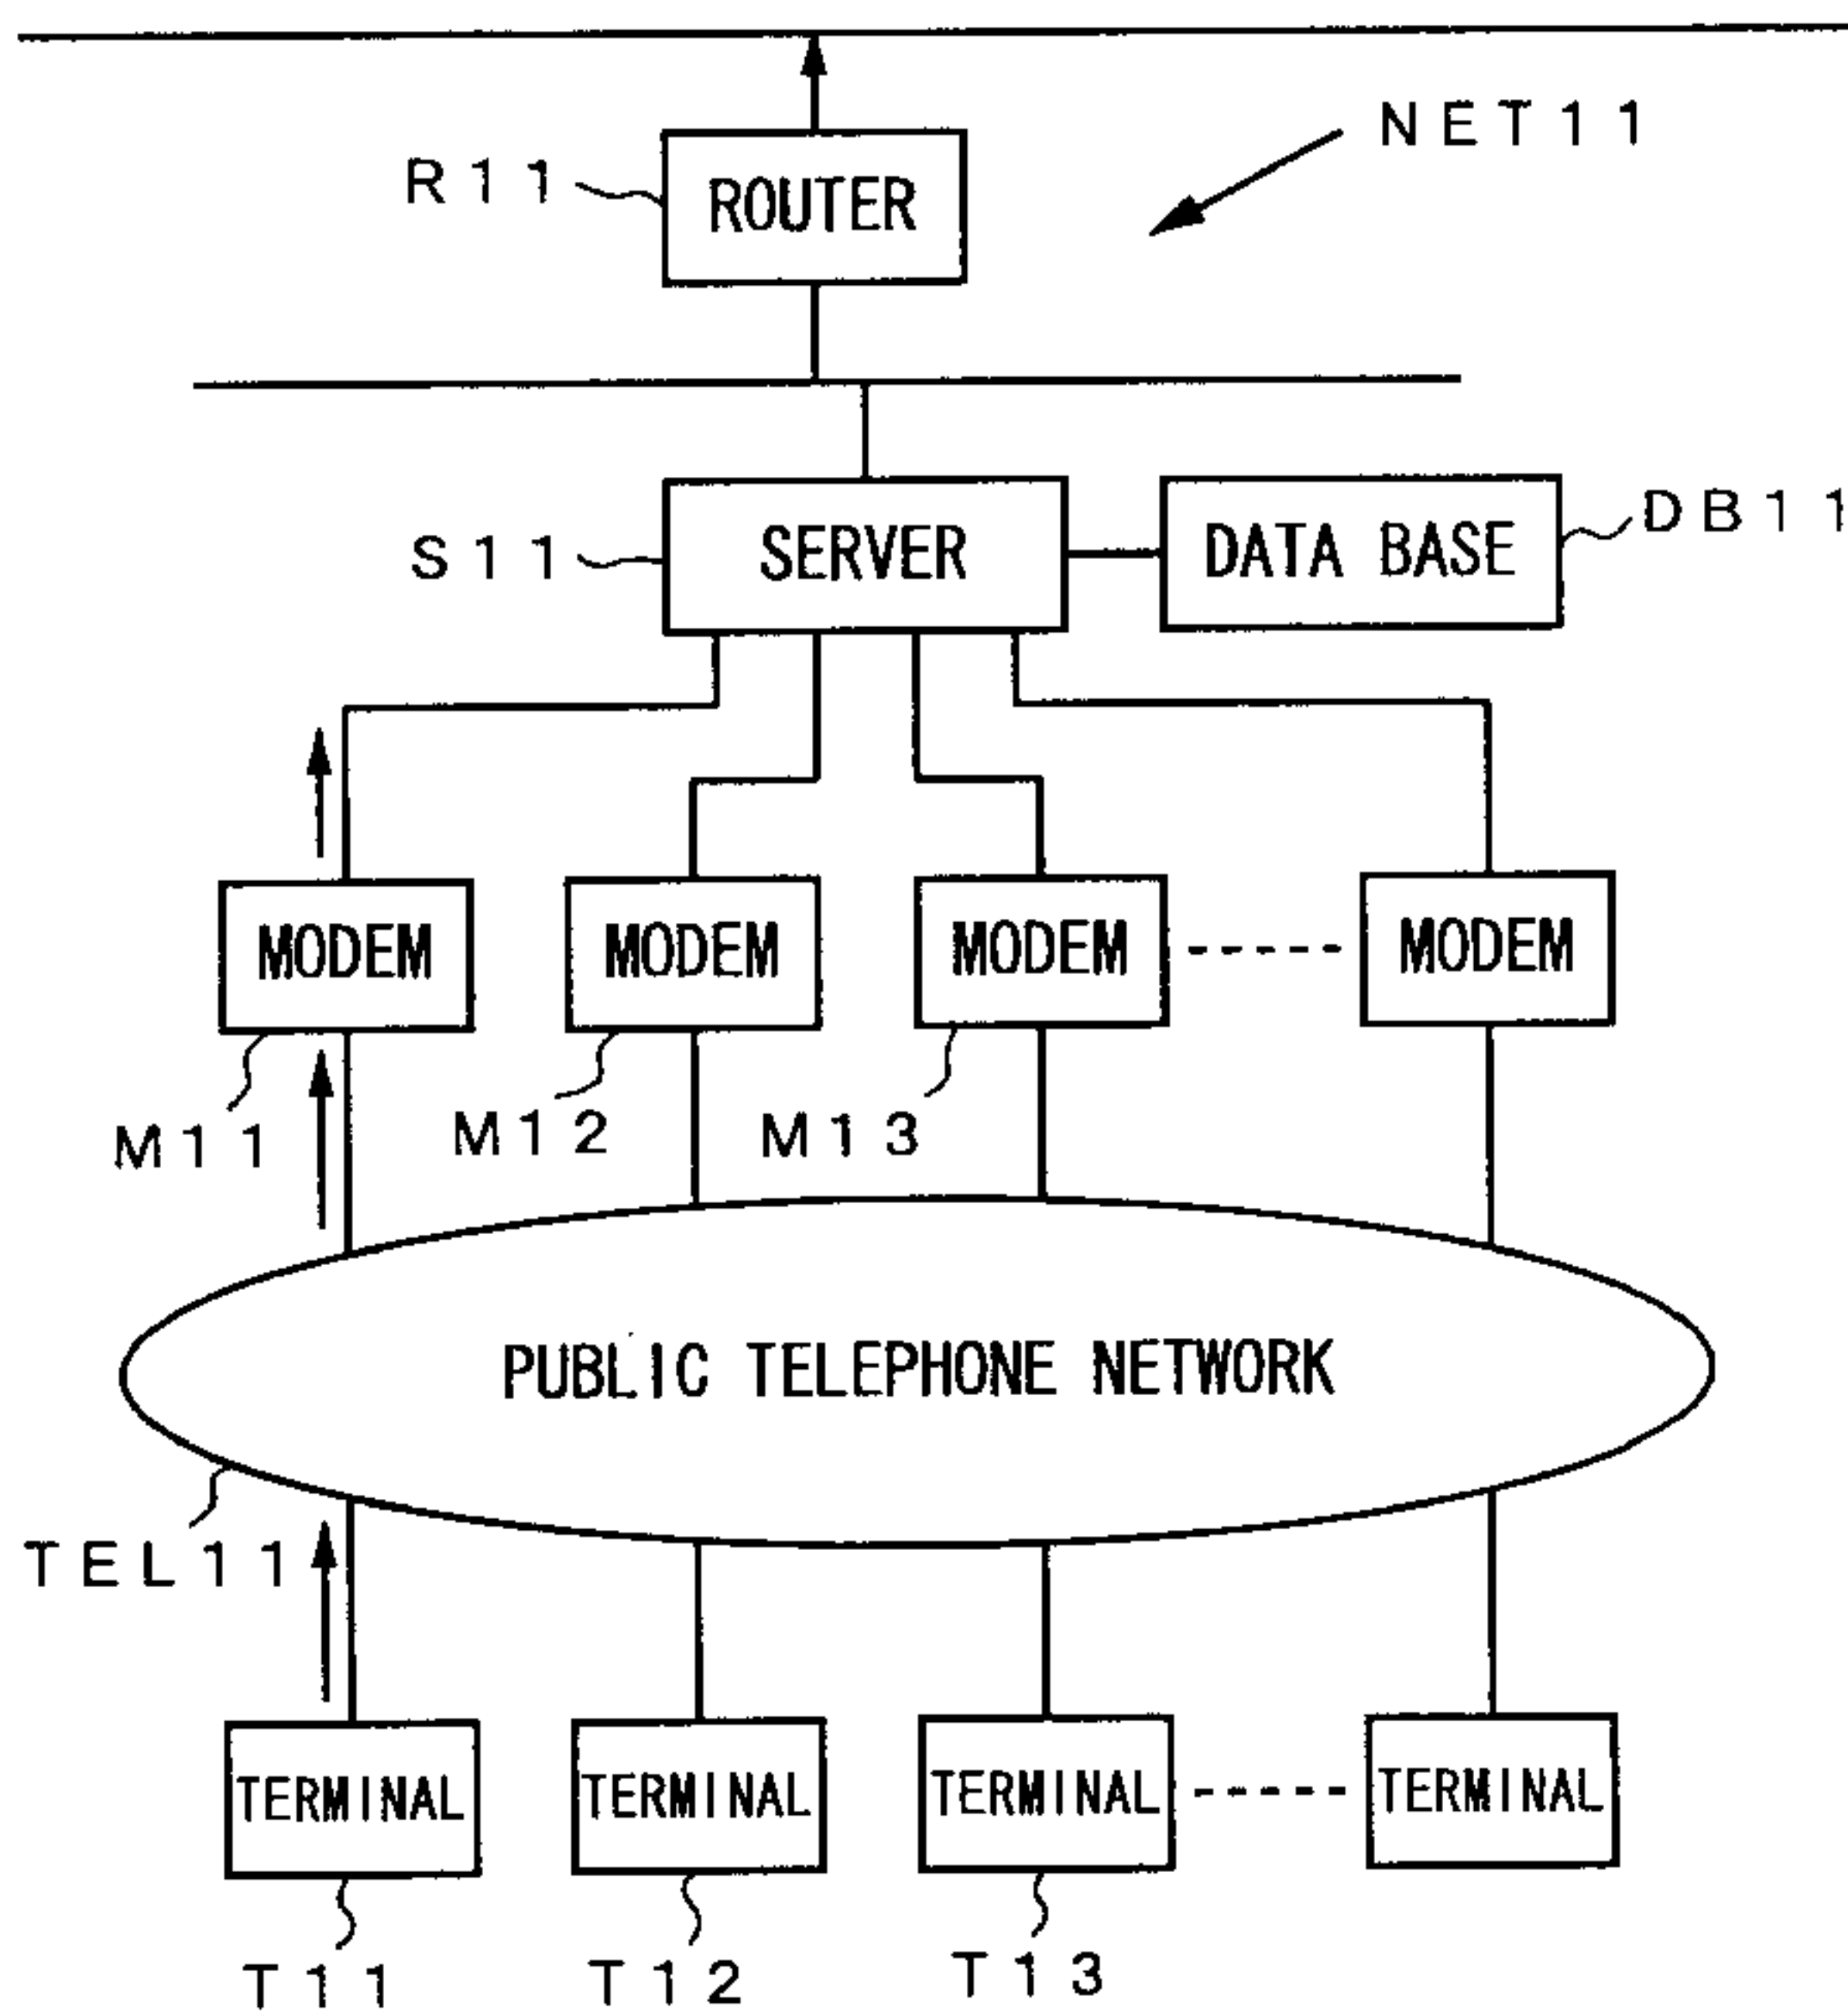 NET11
R11
ROUTER
S11
SERVER
DATA BASE
DB11
MODEM
MODEM
MODEM
MODEM
M11
M12
M13
PUBLIC TELEPHONE NETWORK
TEL11
TERMINAL
TERMINAL
TERMINAL
TERMINAL
T11
T12
T13